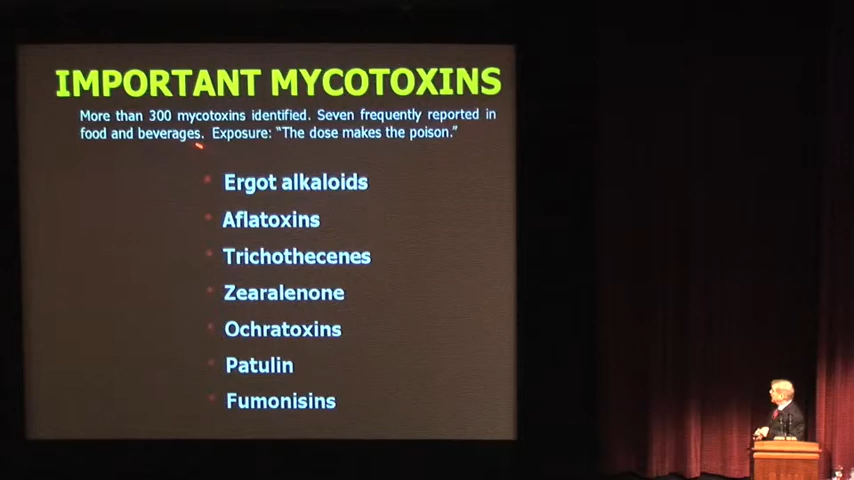 IMPORTANT MYCOTOXINS
More than 300 mycotoxins identified. Seven frequently reported in
food and beverages. Exposure: "The dose makes the poison."
Ergot alkaloids
Aflatoxins
Trichothecenes
Zearalenone
Ochratoxins
Patulin
Fumonisins